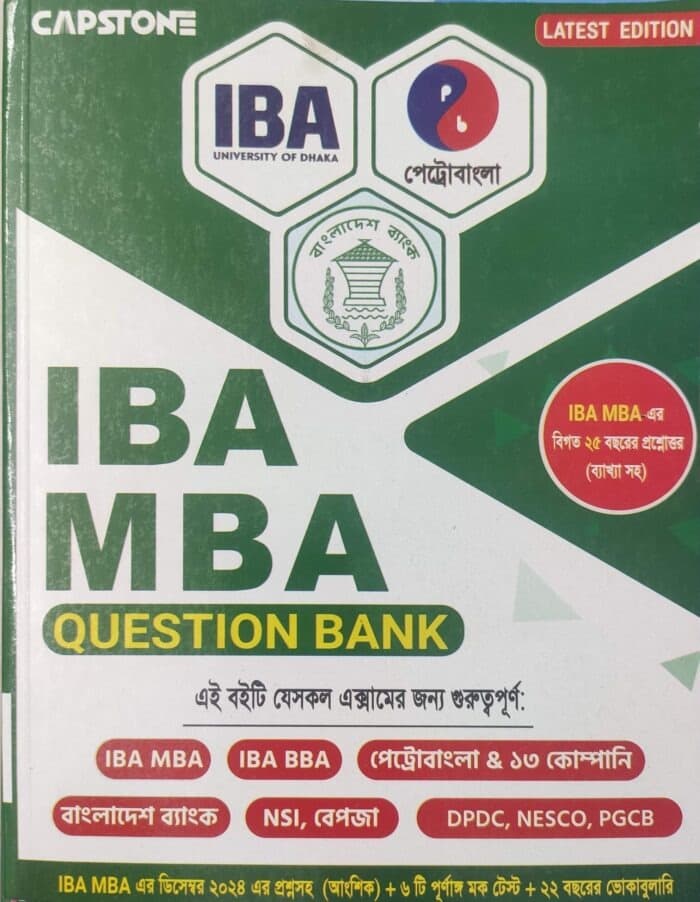 CAPSTONE
LATEST EDITION
IBA
UNIVERSITY OF DHAKA
Pb
পেট্রোবাংলা
বাংলাদেশ ব্যাংক
IBA
MBA
QUESTION BANK
IBA MBA-এর
বিগত ২৫ বছরের প্রশ্নোত্তর
(ব্যাখ্যা সহ)
এই বইটি যেসকল এক্সামের জন্য গুরুত্বপূর্ণ:
IBA MBA
IBA BBA
পেট্রোবাংলা & ১৩ কোম্পানি
বাংলাদেশ ব্যাংক
NSI, বেপজা
DPDC, NESCO, PGCB
IBA MBA এর ডিসেম্বর ২০২৪ এর প্রশ্নসহ (আংশিক) + ৬ টি পূর্ণাঙ্গ মক টেস্ট + ২২ বছরের ভোকাবুলারি